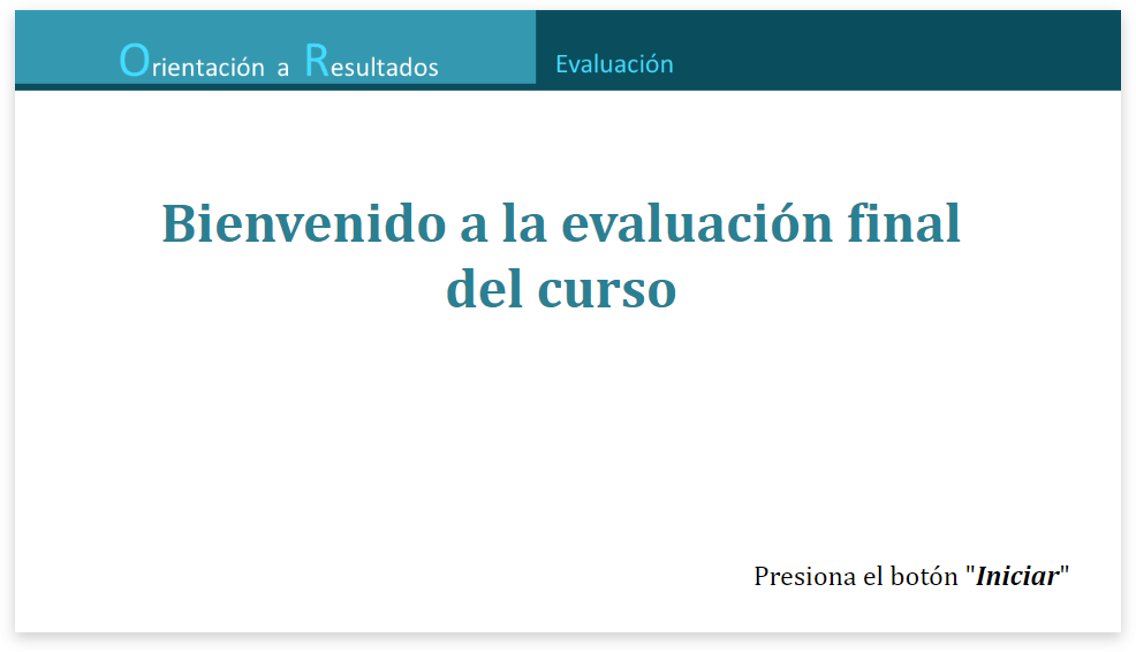 Orientación a Resultados
Evaluación
Bienvenido a la evaluación final
del curso
Presiona el botón "Iniciar"